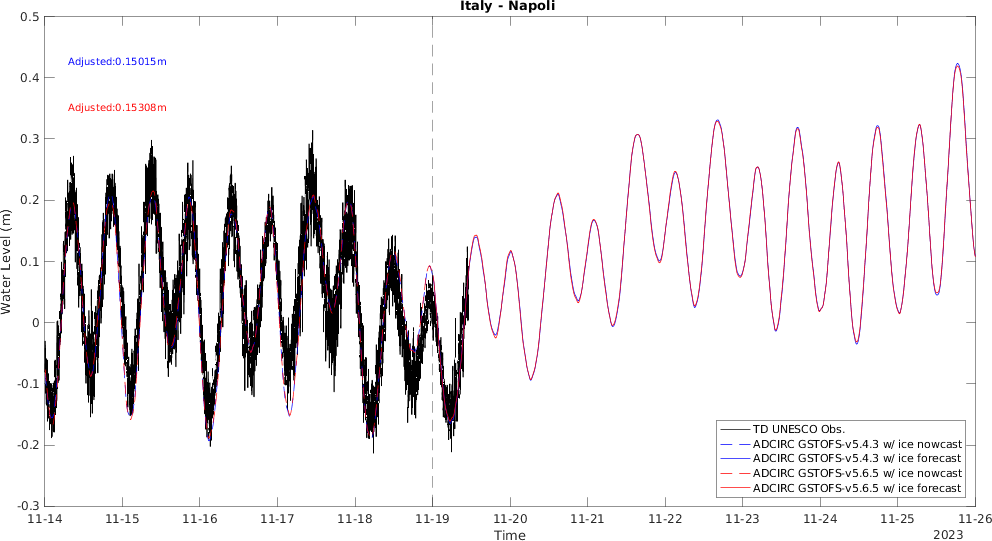 Italy - Napoli
0.5
0.4
0.3
0.2
0.1
0
-0.1
-0.2
-0.3
Water Level (m)
Adjusted:0.15015m
Adjusted:0.15308m
TD UNESCO Obs.
ADCIRC GSTOFS-v5.4.3 w/ ice nowcast
ADCIRC GSTOFS-v5.4.3 w/ ice forecast
ADCIRC GSTOFS-v5.6.5 w/ ice nowcast
ADCIRC GSTOFS-v5.6.5 w/ ice forecast
11-14 11-15 11-16 11-17 11-18 11-19 11-20 11-21 11-22 11-23 11-24 11-25 11-26
Time
2023